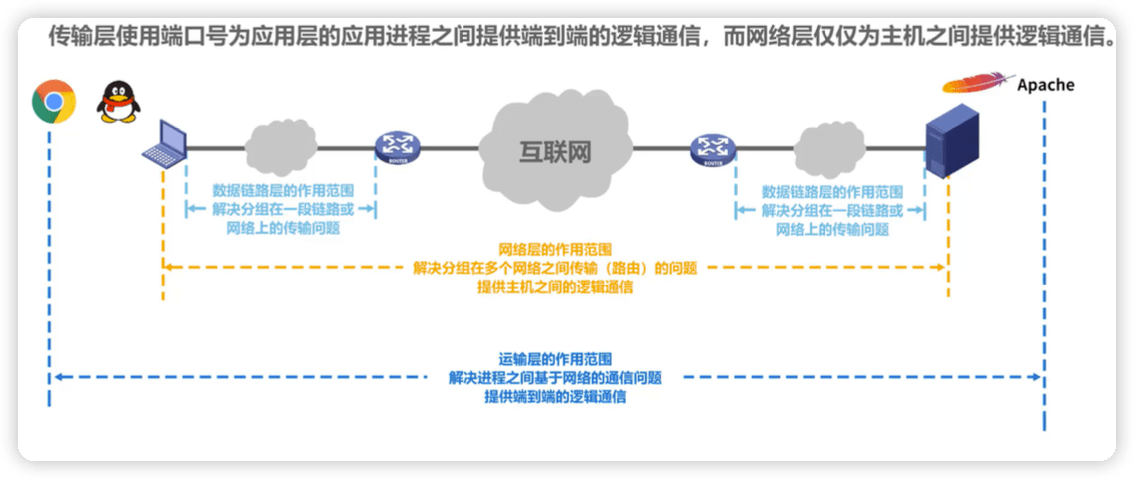 传输层使用端口号为应用层的应用进程之间提供端到端的逻辑通信，而网络层仅仅为主机之间提供逻辑通信。
Apache
互联网
ROUTER
ROUTER
数据链路层的作用范围
解决分组在一段链路或
网络上的传输问题
数据链路层的作用范围
解决分组在一段链路或
网络上的传输问题
网络层的作用范围
解决分组在多个网络之间传输（路由）的问题
提供主机之间的逻辑通信
运输层的作用范围
解决进程之间基于网络的通信问题
提供端到端的逻辑通信